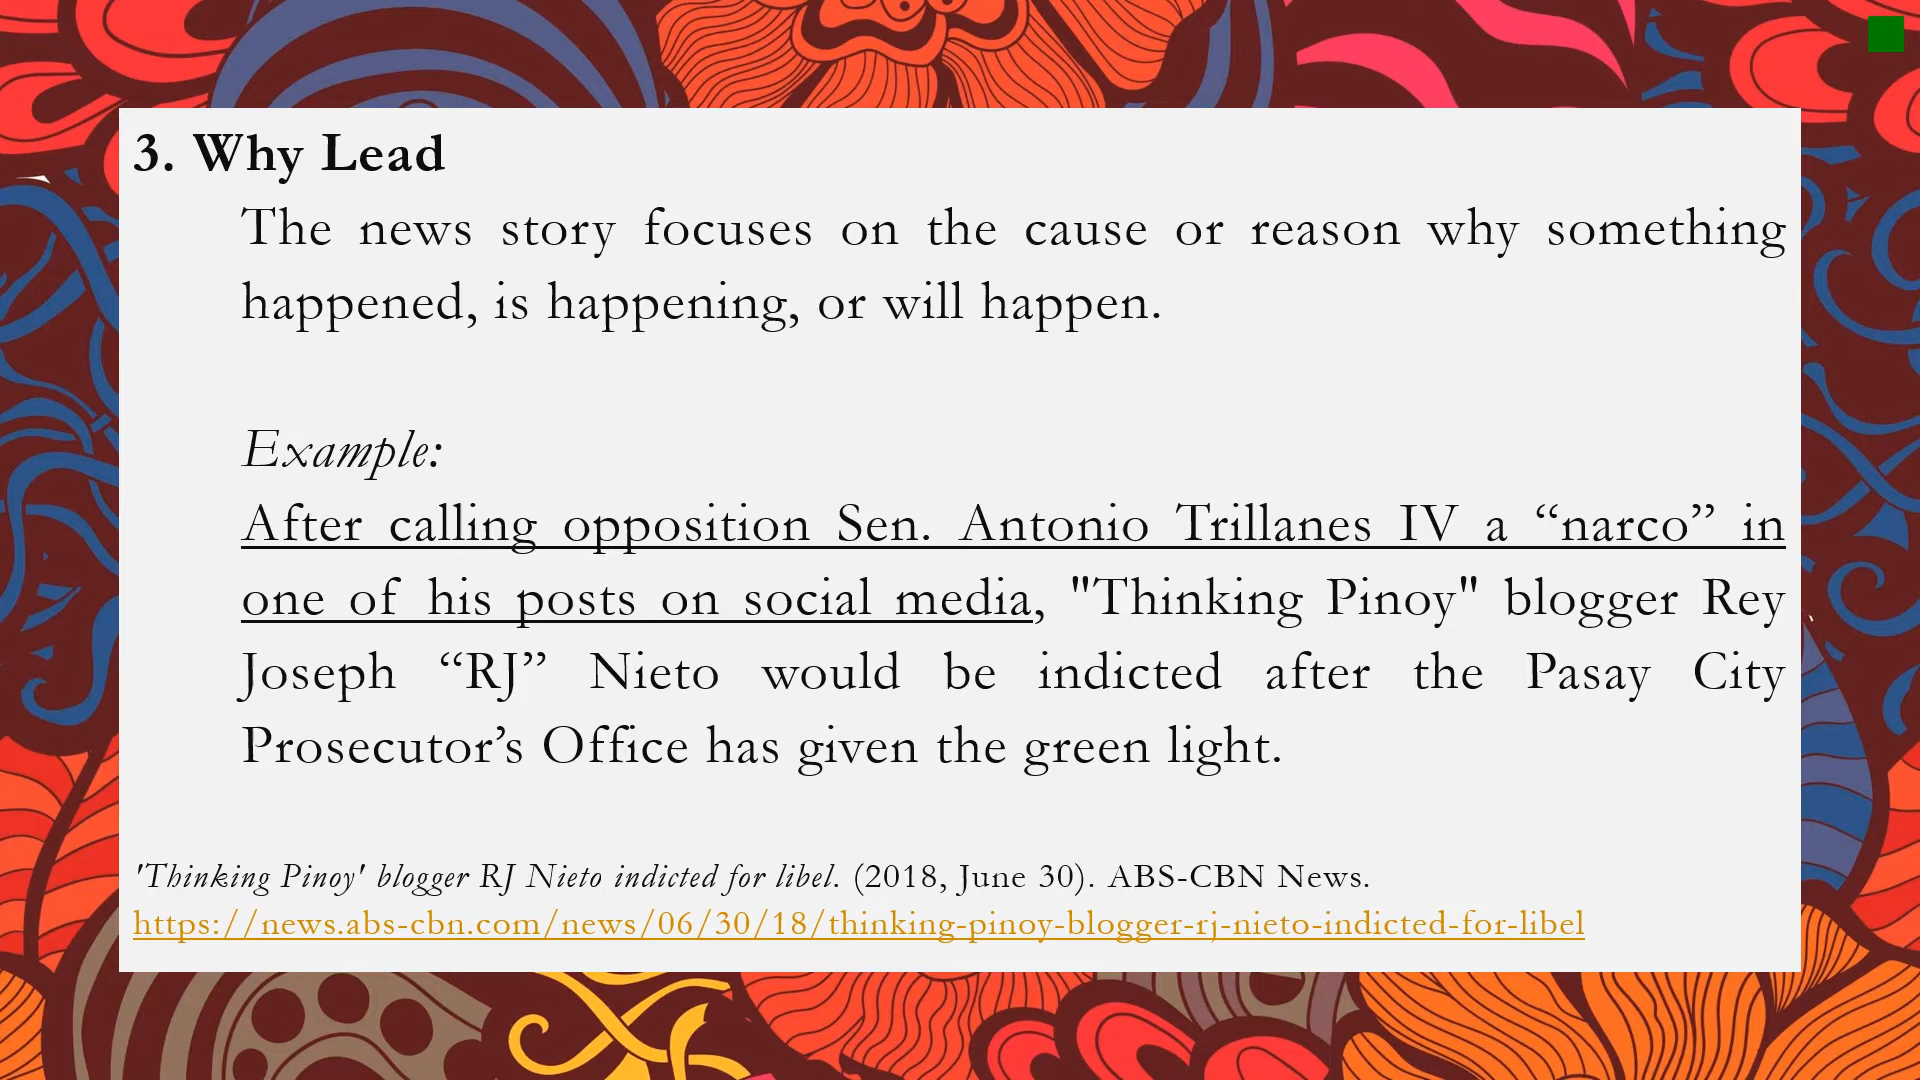 3. Why Lead
The news story focuses on the cause or reason why something
happened, is happening, or will happen.
Example:
After calling opposition Sen. Antonio Trillanes IV a “narco” in
one of his posts on social media, "Thinking Pinoy" blogger Rey
Joseph “RJ” Nieto would be indicted after the Pasay City
Prosecutor’s Office has given the green light.
'Thinking Pinoy' blogger RJ Nieto indicted for libel. (2018, June 30). ABS-CBN News.
https://news.abs-cbn.com/news/06/30/18/thinking-pinoy-blogger-rj-nieto-indicted-for-libel